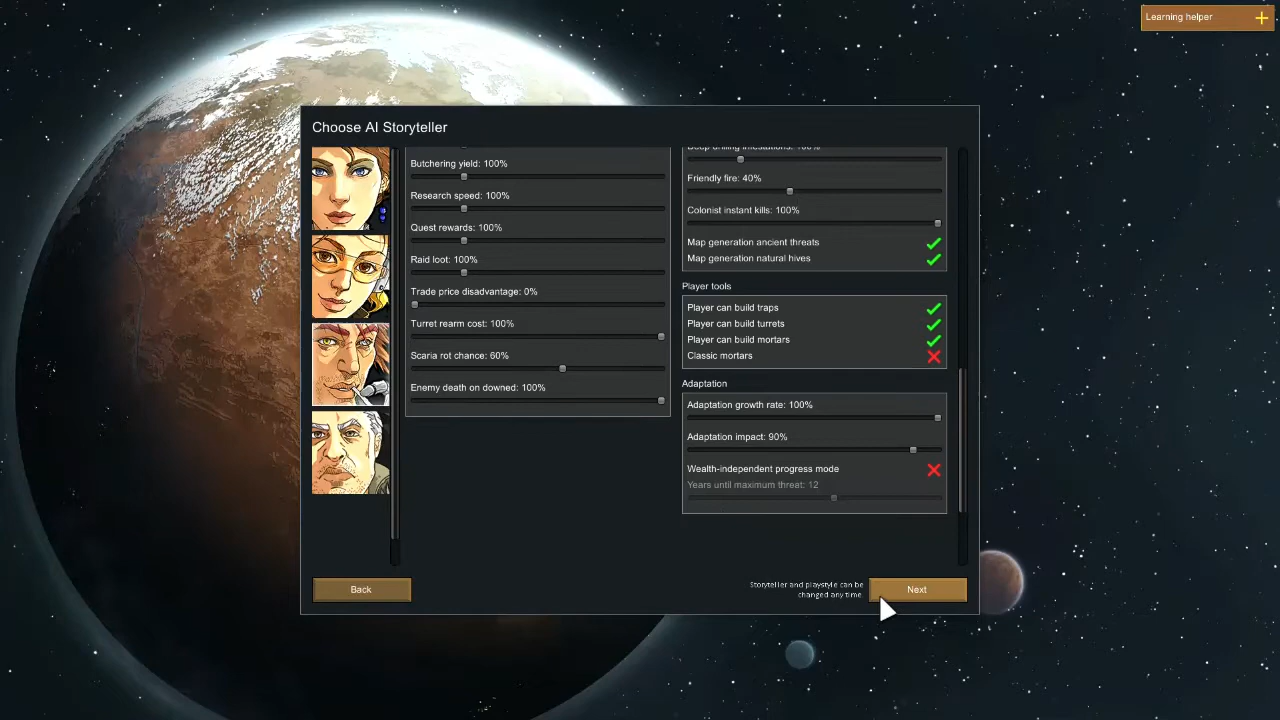 Learning helper
Choose AI Storyteller
Butchering yield: 100%
Research speed: 100%
Quest rewards: 100%
Raid loot: 100%
Trade price disadvantage: 0%
Turret rearm cost: 100%
Scaria rot chance: 60%
Enemy death on downed: 100%
Deep drilling infestations: 100%
Friendly fire: 40%
Colonist instant kills: 100%
Map generation ancient threats
Map generation natural hives
Player tools
Player can build traps
Player can build turrets
Player can build mortars
Classic mortars
Adaptation
Adaptation growth rate: 100%
Adaptation impact: 90%
Wealth-independent progress mode
Years until maximum threat: 12
Back
Storyteller and playstyle can be
changed any time.
Next